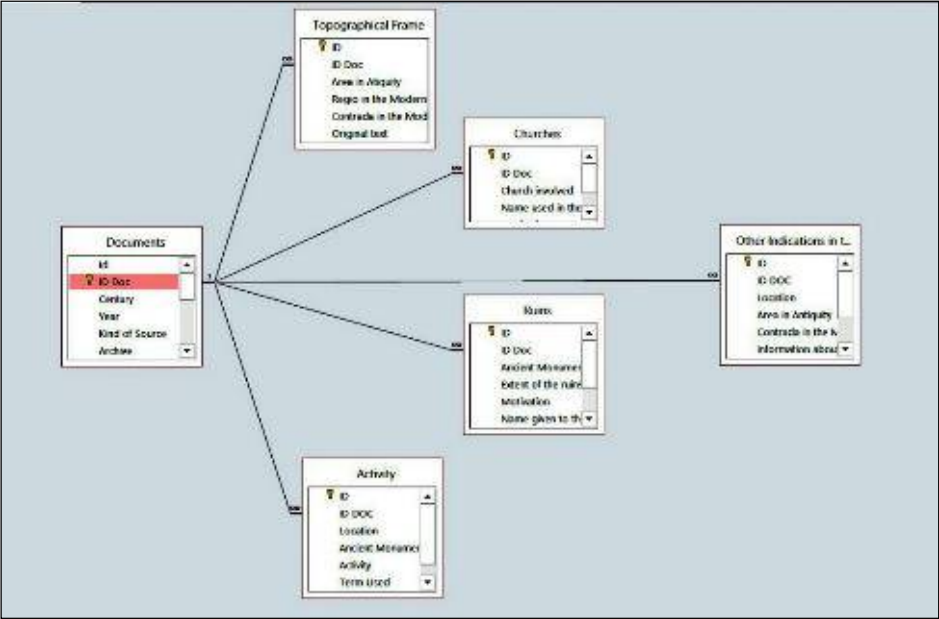 Topographical Frame
ID
ID Doc
Area in Atiquity
Regio in the Modern
Contrada in the Mod
Original text
Churches
ID
ID Doc
Church involved
Name used in the
Documents
Id
ID Doc
Century
Year
Kind of Source
Archive
1
∞
∞
∞
∞
∞
Other Indications in t...
ID
ID DOC
Location
Area in Antiquity
Contrada in the M
Information abou
Ruins
ID
ID Doc
Ancient Monumen
Extent of the ruins
Motivation
Name given to th
Activity
ID
ID DOC
Location
Ancient Monumen
Activity
Term Used